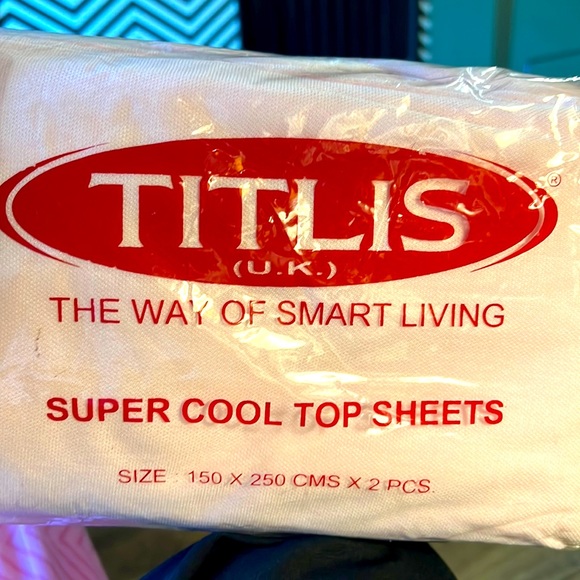 TITLIS ®
(U.K.)
THE WAY OF SMART LIVING
SUPER COOL TOP SHEETS
SIZE : 150 X 250 CMS X 2 PCS.